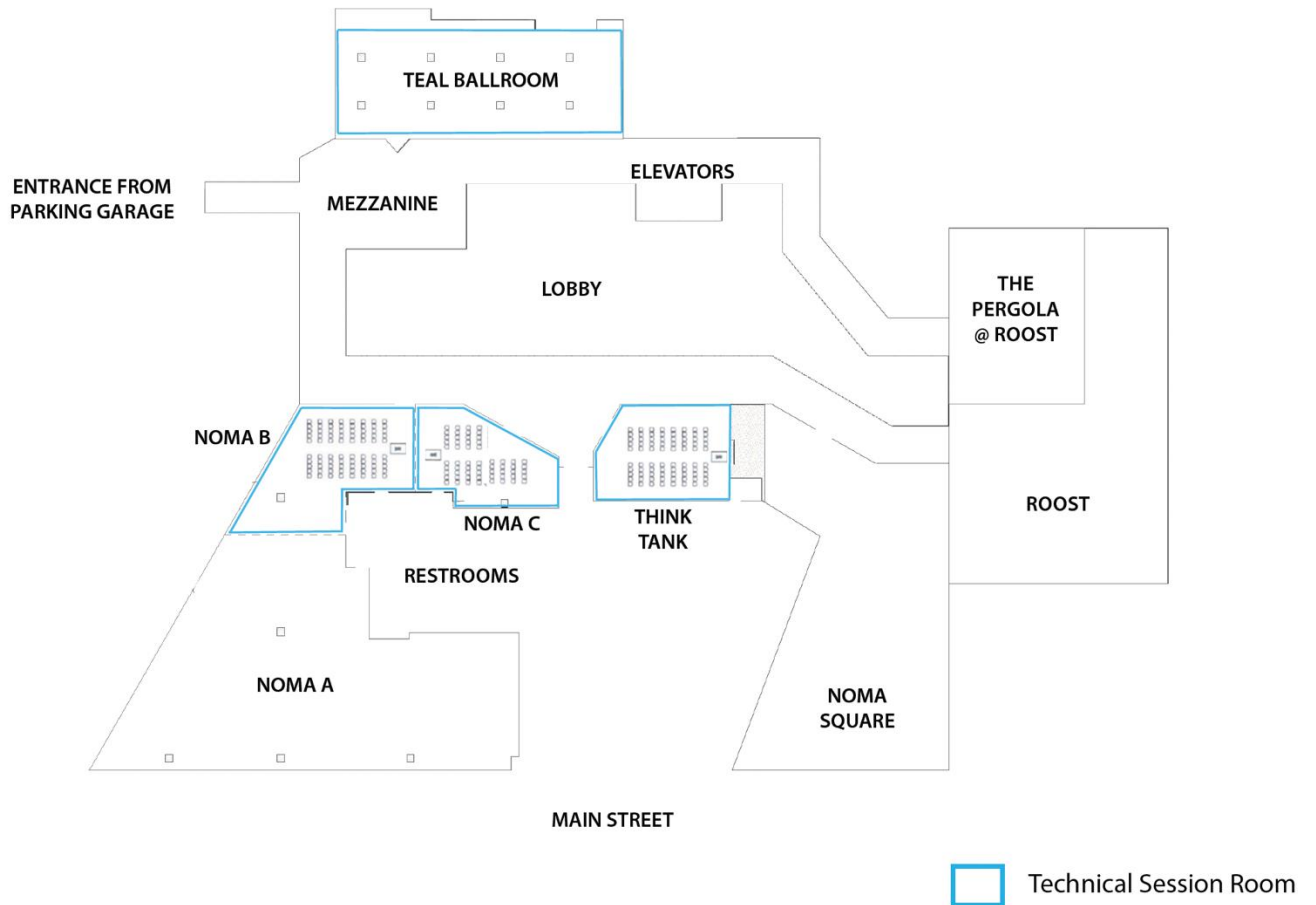 TEAL BALLROOM
ELEVATORS
ENTRANCE FROM
PARKING GARAGE
MEZZANINE
LOBBY
THE
PERGOLA
@ ROOST
NOMA B
NOMA C
THINK
TANK
ROOST
RESTROOMS
NOMA A
NOMA
SQUARE
MAIN STREET
Technical Session Room